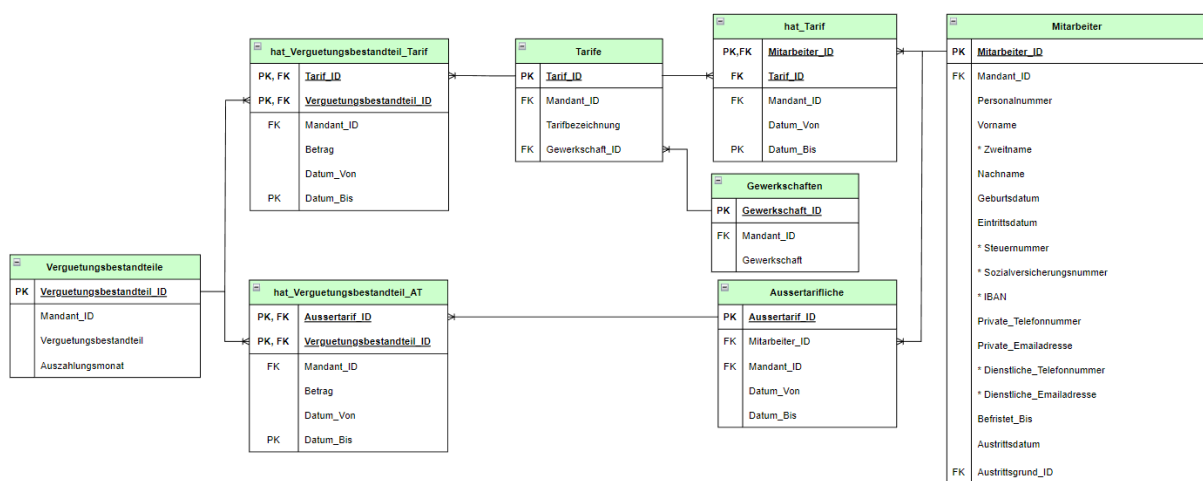 hat_Verguetungsbestandteil_Tarif
PK, FK Tarif_ID
PK, FK Verguetungsbestandteil_ID
FK Mandant_ID
Betrag
Datum_Von
PK Datum_Bis
Tarife
PK Tarif_ID
FK Mandant_ID
Tarifbezeichnung
FK Gewerkschaft_ID
hat_Tarif
PK,FK Mitarbeiter_ID
FK Tarif_ID
FK Mandant_ID
Datum_Von
PK Datum_Bis
Mitarbeiter
PK Mitarbeiter_ID
FK Mandant_ID
Personalnummer
Vorname
* Zweitname
Nachname
Geburtsdatum
Eintrittsdatum
* Steuernummer
* Sozialversicherungsnummer
* IBAN
Private_Telefonnummer
Private_Emailadresse
* Dienstliche_Telefonnummer
* Dienstliche_Emailadresse
Befristet_Bis
Austrittsdatum
FK Austrittsgrund_ID
Gewerkschaften
PK Gewerkschaft_ID
FK Mandant_ID
Gewerkschaft
Verguetungsbestandteile
PK Verguetungsbestandteil_ID
Mandant_ID
Verguetungsbestandteil
Auszahlungsmonat
hat_Verguetungsbestandteil_AT
PK, FK Aussertarif_ID
PK, FK Verguetungsbestandteil_ID
FK Mandant_ID
Betrag
Datum_Von
PK Datum_Bis
Aussertarifliche
PK Aussertarif_ID
FK Mitarbeiter_ID
FK Mandant_ID
Datum_Von
Datum_Bis